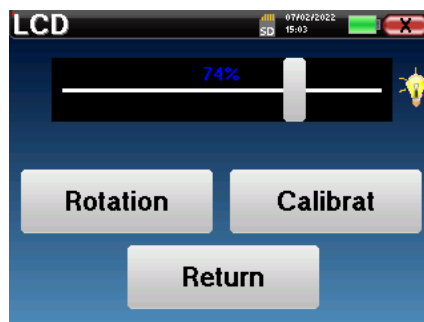 LCD
SD
07/02/2022
15:03
X
74%
Rotation
Calibrat
Return